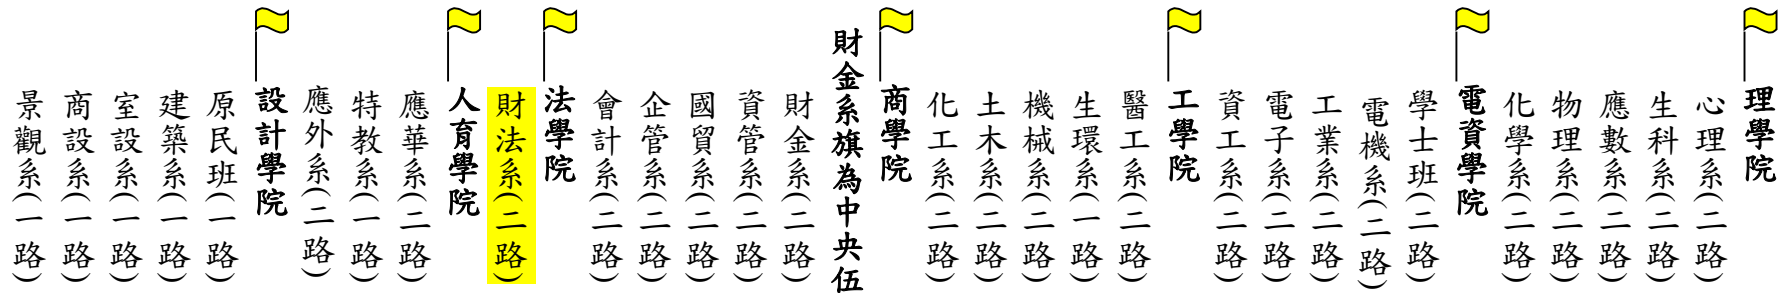 理學院
心理系(二路)
生科系(二路)
應數系(二路)
物理系(二路)
化學系(二路)
電資學院
學士班(二路)
電機系(二路)
工業系(二路)
電子系(二路)
資工系(二路)
工學院
醫工系(二路)
生環系(一路)
機械系(二路)
土木系(二路)
化工系(二路)
商學院
財金系旗為中央伍
財金系(二路)
資管系(二路)
國貿系(二路)
企管系(二路)
會計系(二路)
法學院
財法系(二路)
人育學院
應華系(二路)
特教系(一路)
應外系(二路)
設計學院
原民班(一路)
建築系(一路)
室設系(一路)
商設系(一路)
景觀系(一路)